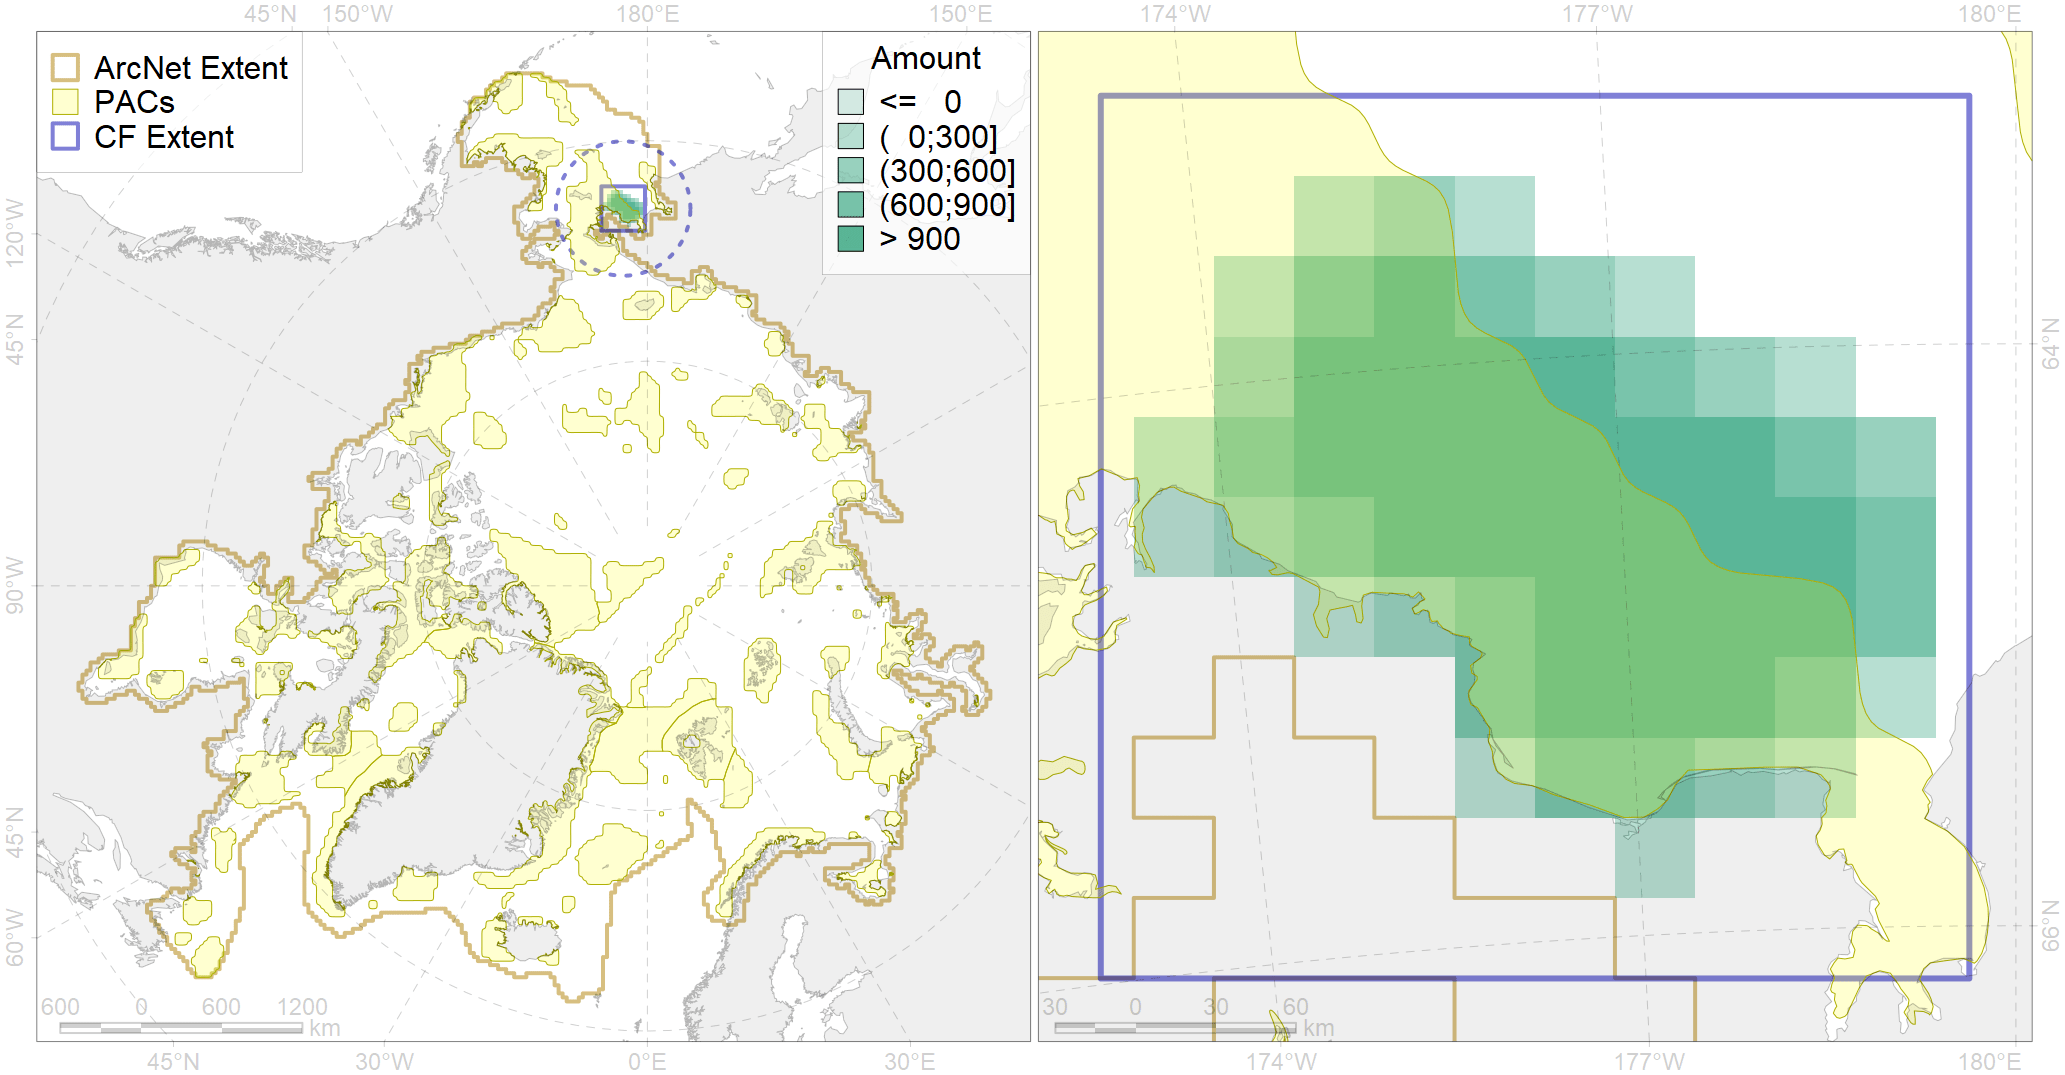 45°N 150°W 180°E 150°E 174°W 177°W 180°E
ArcNet Extent
PACs
CF Extent
Amount
<= 0
( 0;300]
(300;600]
(600;900]
> 900
120°W
45°N
90°W
45°N
60°W
64°N
66°N
600 0 600 1200
km
30 0 30 60
km
45°N 30°W 0°E 30°E 174°W 177°W 180°E